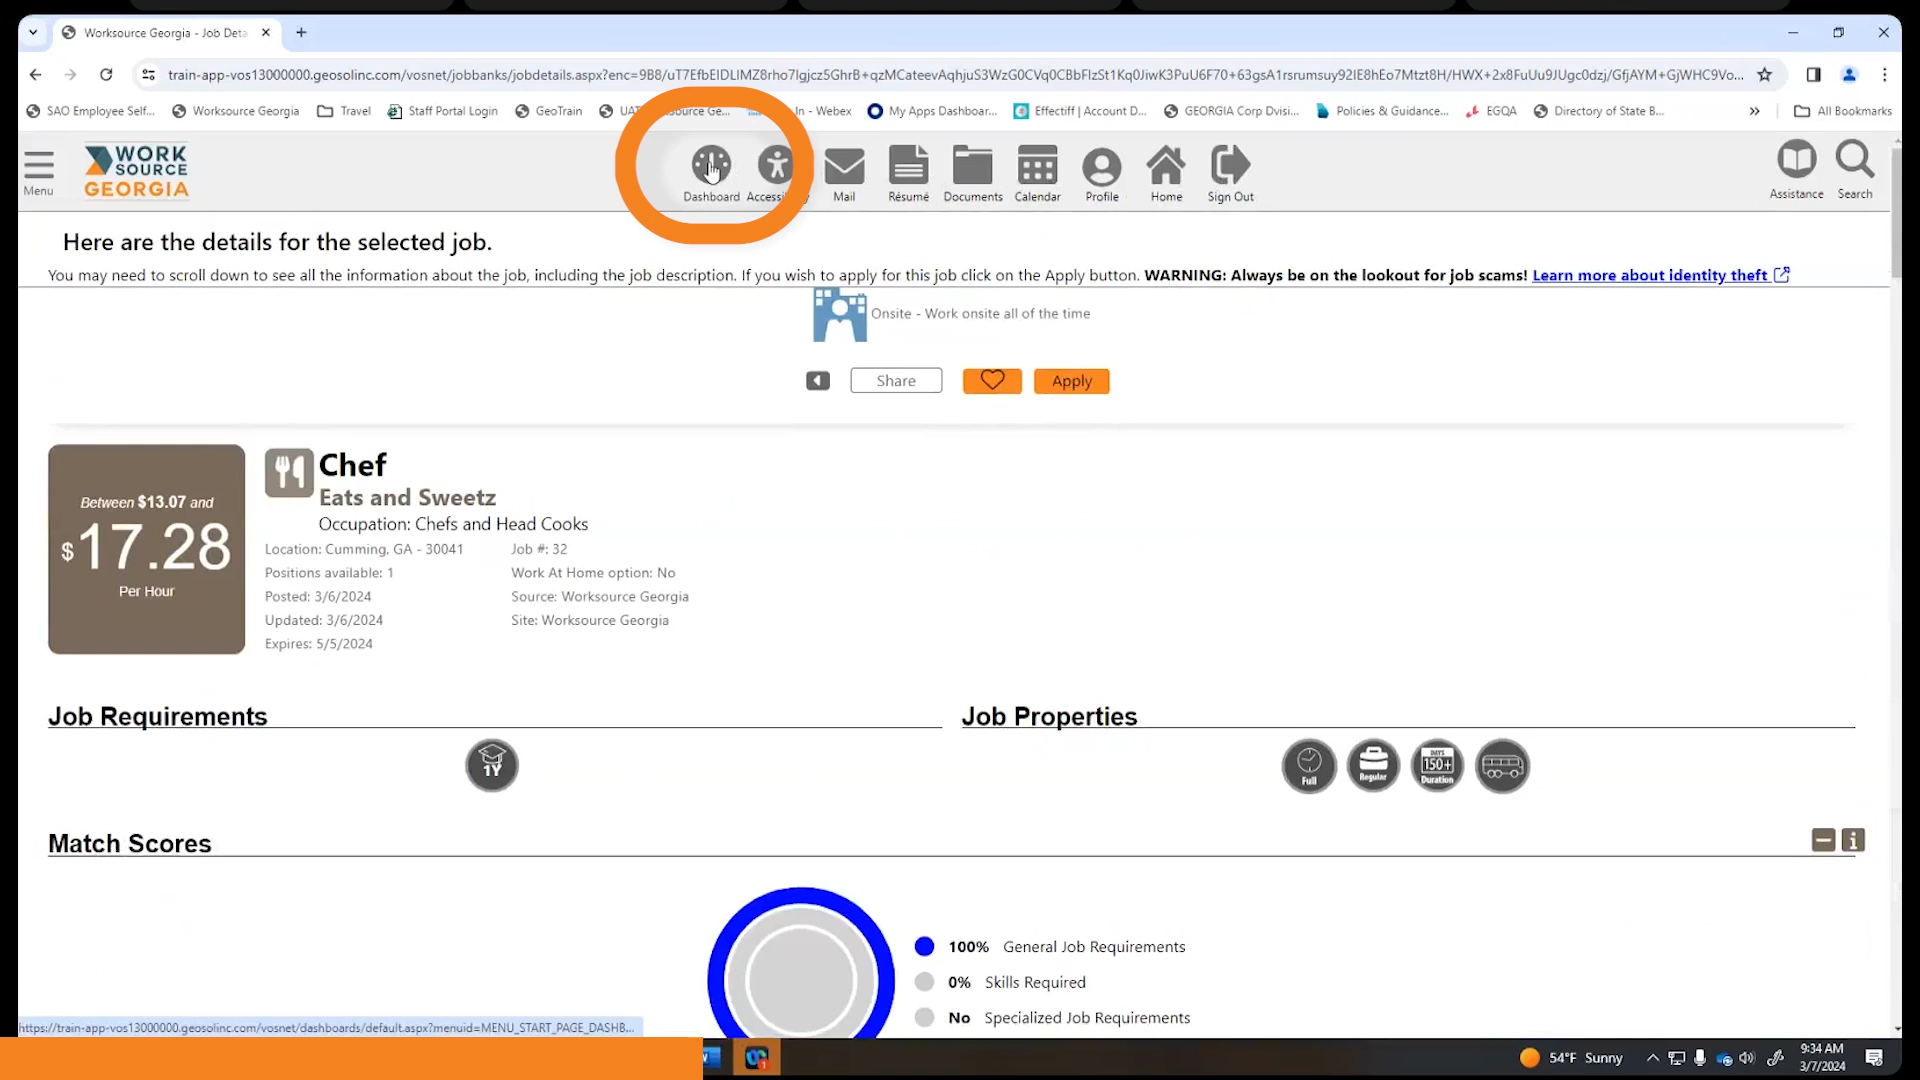 Worksource Georgia - Job Deta
train-app-vos13000000.geosolinc.com/vosnet/jobbanks/jobdetails.aspx?enc=9B8/
SAO Employee Self...
Worksource Georgia
Travel
Staff Portal Login
GeoTrain
In - Webex
My Apps Dashboar...
Effectiff | Account D...
GEORGIA Corp Dvisi...
Policies & Guidance...
EGQA
Directory of State B...
»
All Bookmarks
Menu
WORK
SOURCE
GEORGIA
Dashboard
Mail
Résumé
Documents
Calendar
Profile
Home
Sign Out
Assistance
Search
Here are the details for the selected job.
You may need to scroll down to see all the information about the job, including the job description. If you wish to apply for this job click on the Apply button. WARNING: Always be on the lookout for job scams! Learn more about identity theft
Onsite - Work onsite all of the time
Share
Apply
Between $13.07 and
$17.28
Per Hour
Chef
Eats and Sweetz
Occupation: Chefs and Head Cooks
Location: Cumming, GA - 30041
Job #: 32
Positions available: 1
Work At Home option: No
Posted: 3/6/2024
Source: Worksource Georgia
Updated: 3/6/2024
Site: Worksource Georgia
Expires: 5/5/2024
Job Requirements
1Y
Job Properties
Full
Regular
DAYS
150+
Duration
Match Scores
100% General Job Requirements
0% Skills Required
No Specialized Job Requirements
https://train-app-vos13000000.geosolinc.com/vosnet/dashboards/default.aspx?menuid=MENU_START_PAGE_DASHB...
54°F Sunny
9:34 AM
3/7/2024